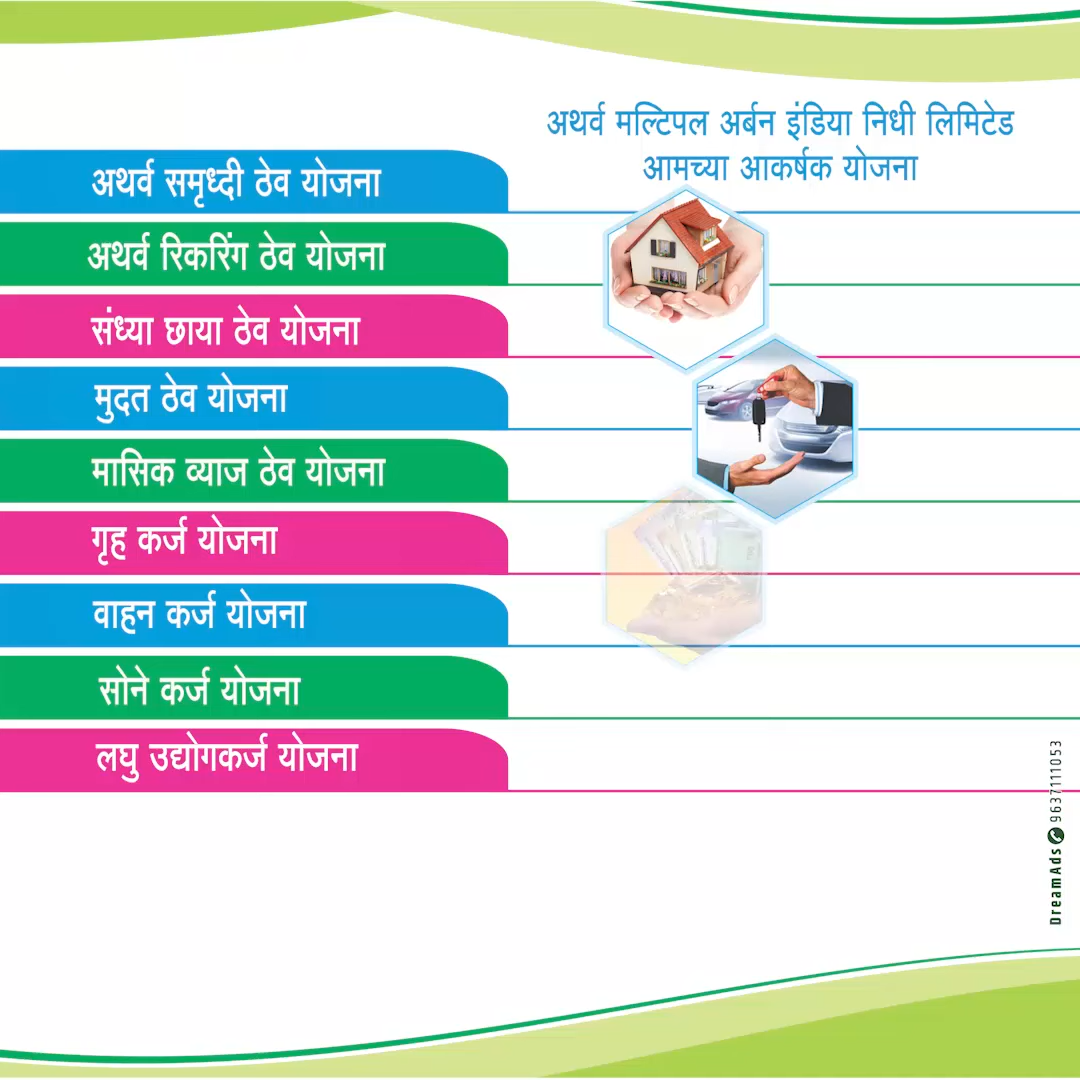 अथर्व मल्टिपल अर्बन इंडिया निधी लिमिटेड
आमच्या आकर्षक योजना
अथर्व समृध्दी ठेव योजना
अथर्व रिकरिंग ठेव योजना
संध्या छाया ठेव योजना
मुदत ठेव योजना
मासिक व्याज ठेव योजना
गृह कर्ज योजना
वाहन कर्ज योजना
सोने कर्ज योजना
लघु उद्योगकर्ज योजना
DreamAds 9637111053